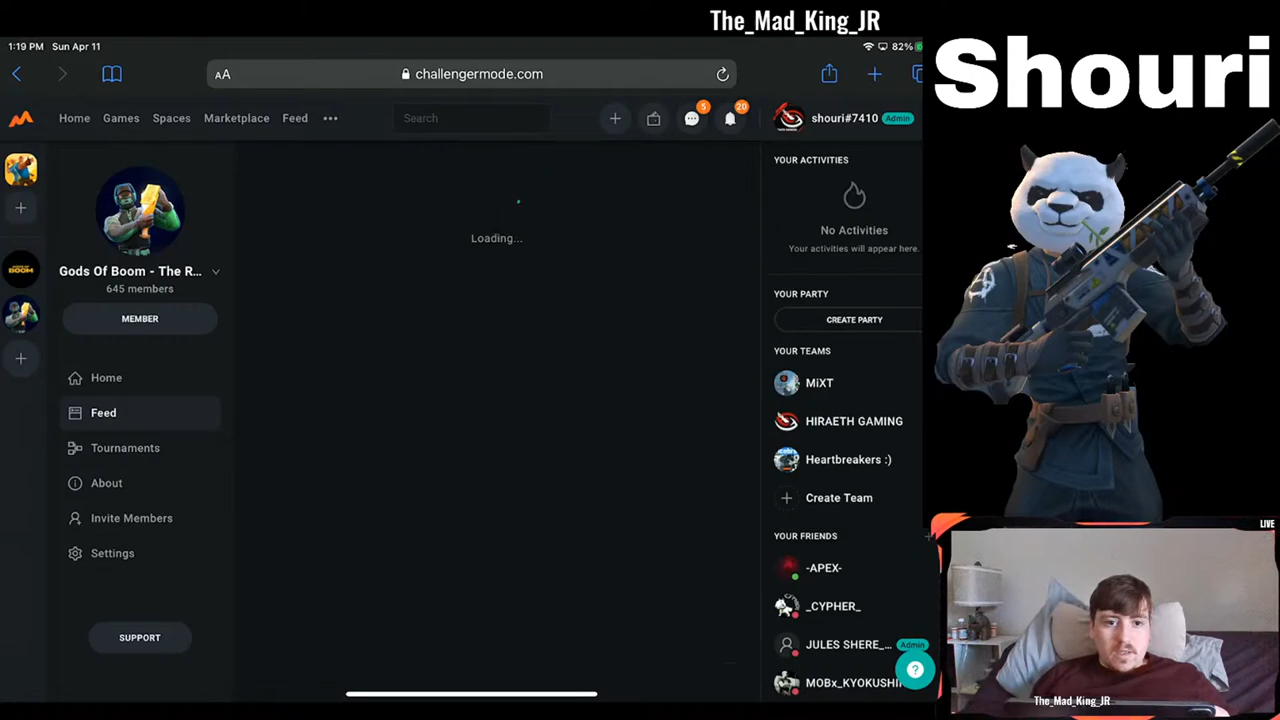 The_Mad_King_JR
Shouri
1:19 PM Sun Apr 11
82%
AA
challengermode.com
Home Games Spaces Marketplace Feed •••
Search
5
20
shouri#7410 Admin
Gods Of Boom - The R...
645 members
MEMBER
Home
Feed
Tournaments
About
Invite Members
Settings
SUPPORT
Loading...
YOUR ACTIVITIES
No Activities
Your activities will appear here.
YOUR PARTY
CREATE PARTY
YOUR TEAMS
MiXT
HIRAETH GAMING
Heartbreakers :)
Create Team
YOUR FRIENDS
-APEX-
_CYPHER_
JULES SHERE_... Admin
MOBx_KYOKUSHI
?
LIVE
The_Mad_King_JR